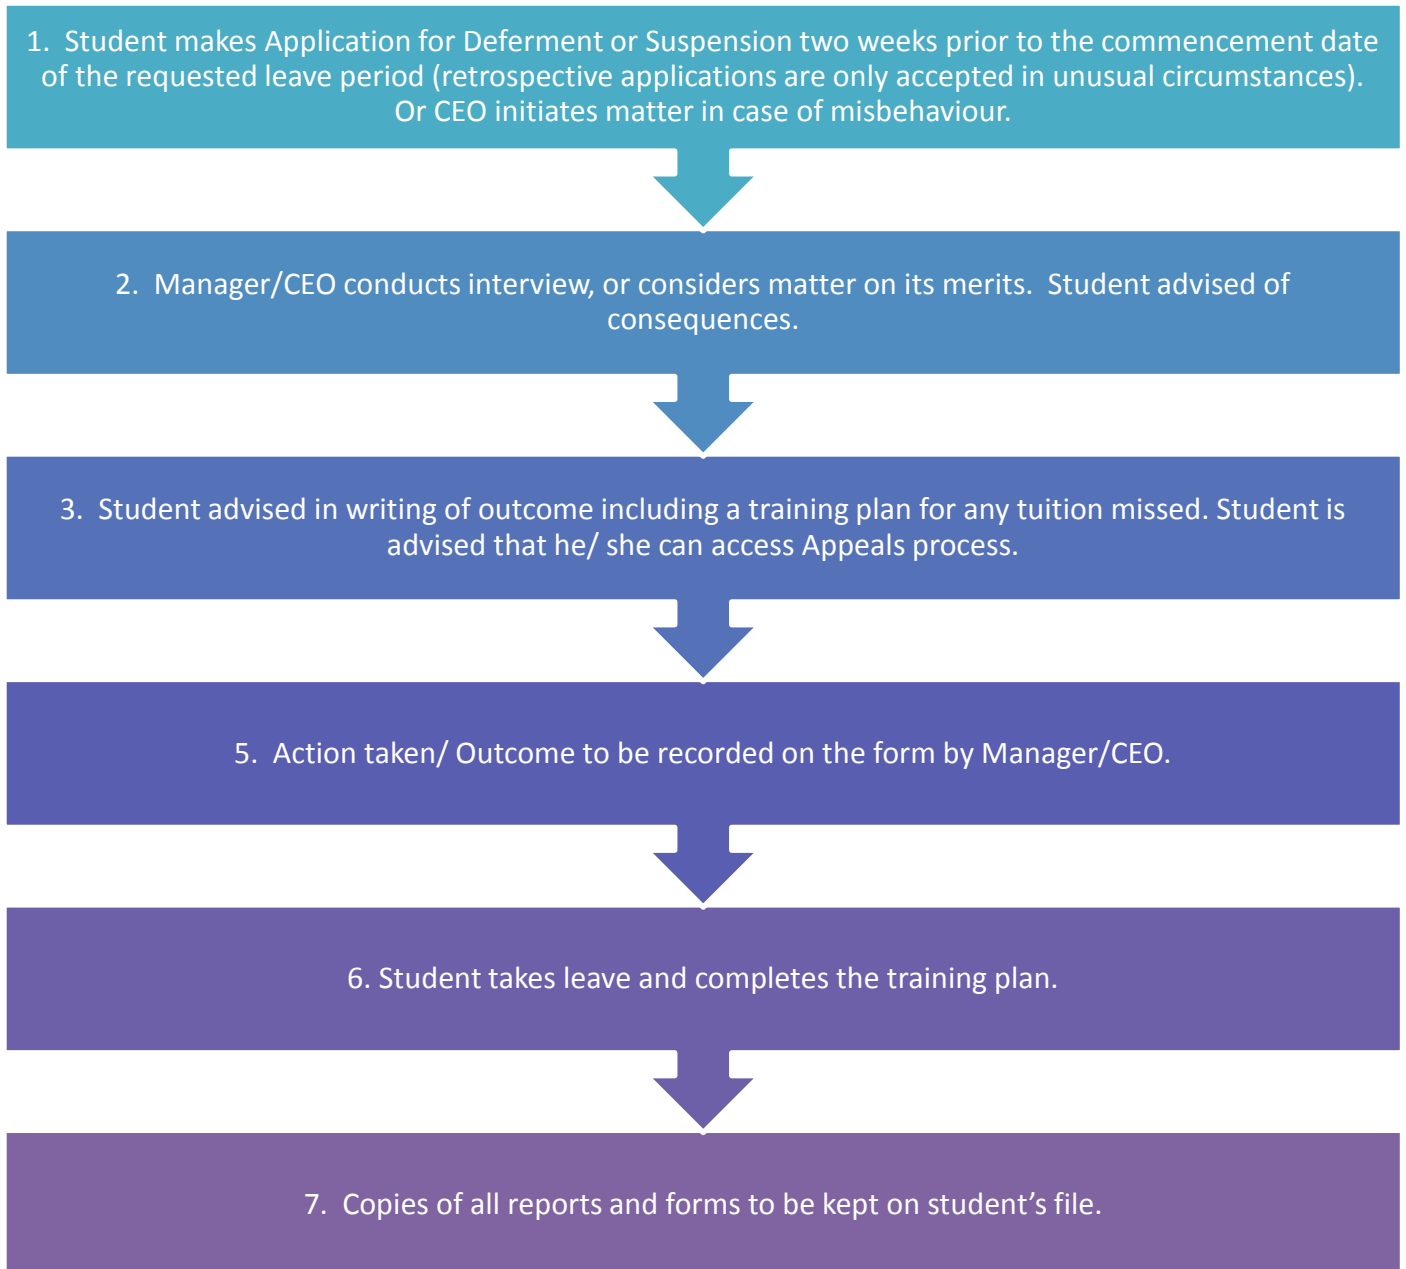 1.  Student makes Application for Deferment or Suspension two weeks prior to the commencement date
of the requested leave period (retrospective applications are only accepted in unusual circumstances).
Or CEO initiates matter in case of misbehaviour.
2.  Manager/CEO conducts interview, or considers matter on its merits.  Student advised of
consequences.
3.  Student advised in writing of outcome including a training plan for any tuition missed. Student is
advised that he/ she can access Appeals process.
5.  Action taken/ Outcome to be recorded on the form by Manager/CEO.
6. Student takes leave and completes the training plan.
7.  Copies of all reports and forms to be kept on student’s file.